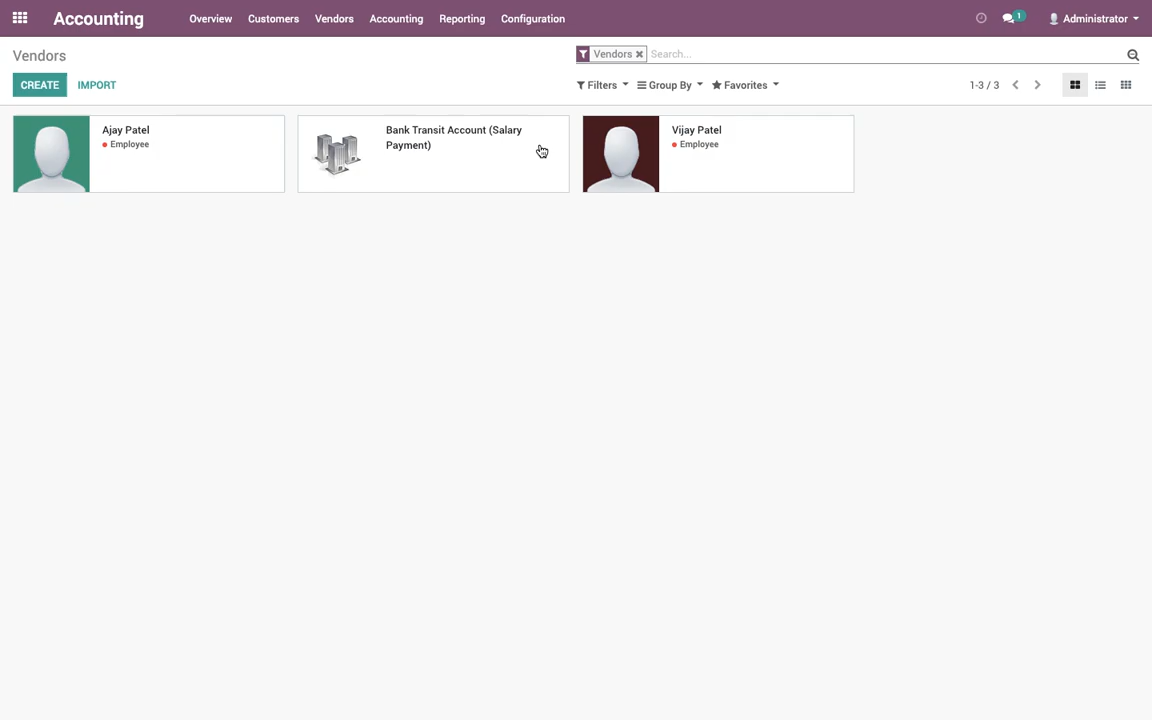 Accounting Overview Customers Vendors Accounting Reporting Configuration 1 Administrator
Vendors
Vendors Search...
CREATE IMPORT
Filters Group By Favorites 1-3 / 3
Ajay Patel
Employee
Bank Transit Account (Salary
Payment)
Vijay Patel
Employee